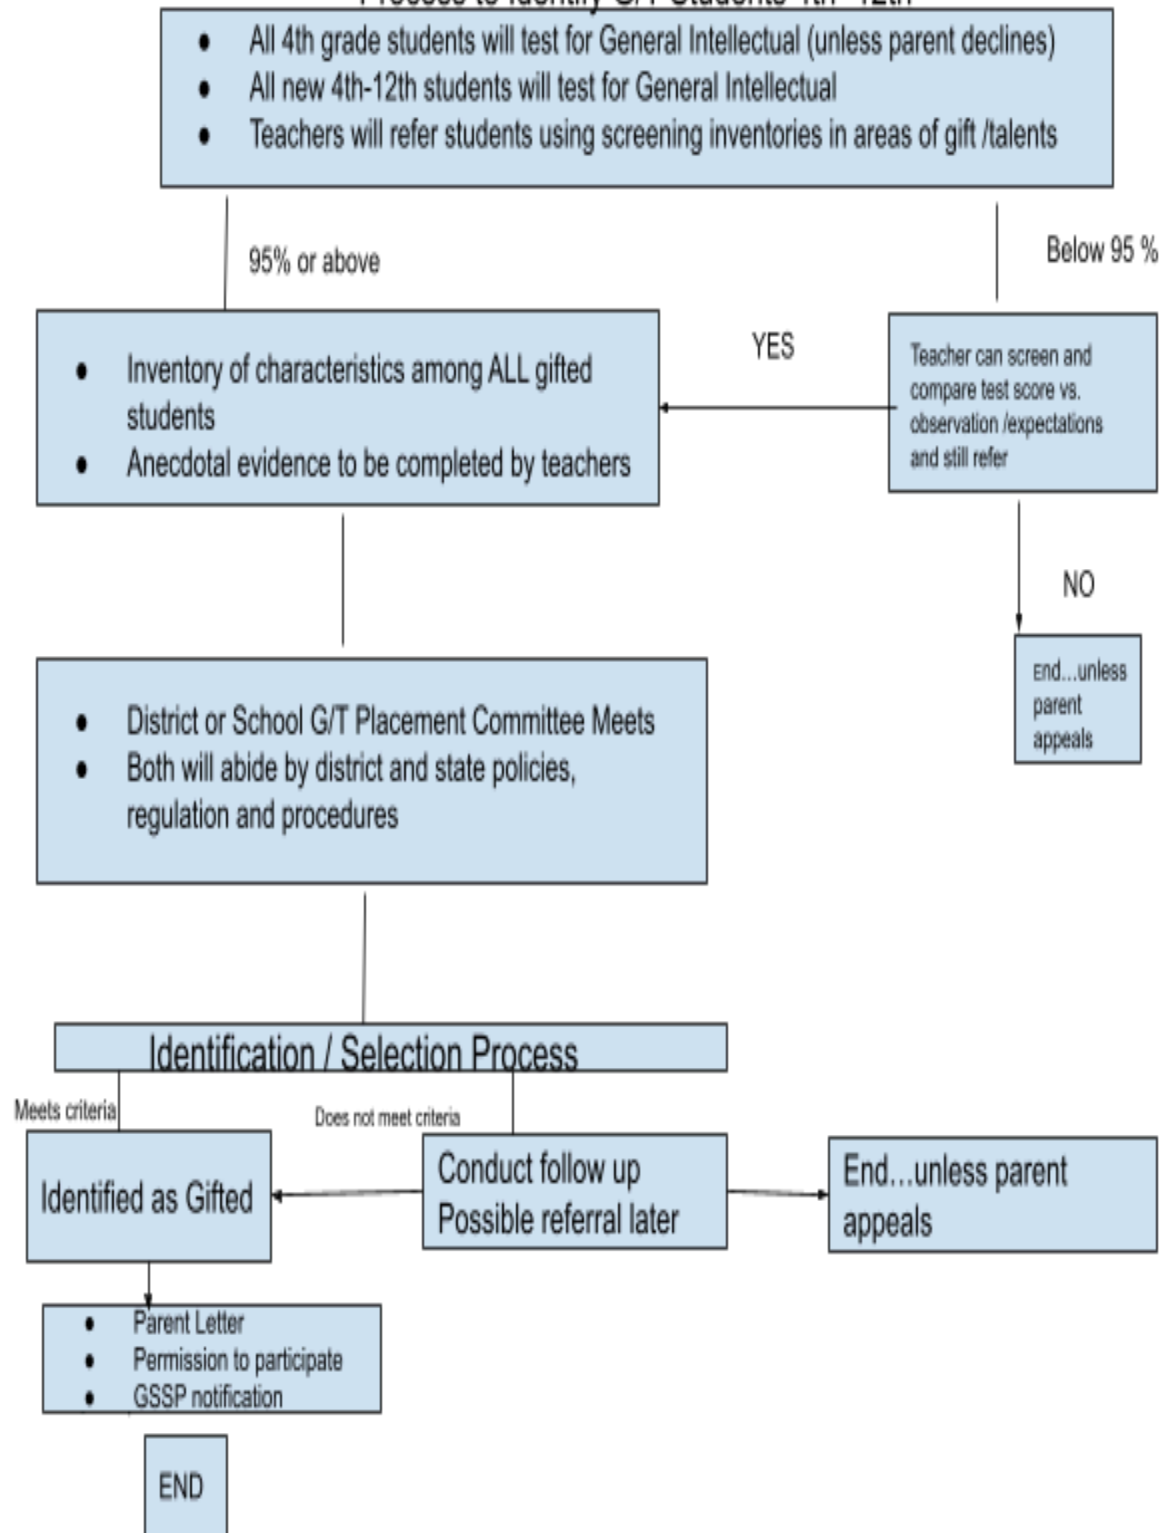 Process to Identify G/T Students 4th -12th
● All 4th grade students will test for General Intellectual (unless parent declines)
● All new 4th-12th students will test for General Intellectual
● Teachers will refer students using screening inventories in areas of gift /talents
95% or above
Below 95 %
● Inventory of characteristics among ALL gifted
students
● Anecdotal evidence to be completed by teachers
YES
Teacher can screen and
compare test score vs.
observation /expectations
and still refer
NO
End...unless
parent
appeals
● District or School G/T Placement Committee Meets
● Both will abide by district and state policies,
regulation and procedures
Identification / Selection Process
Meets criteria
Does not meet criteria
Identified as Gifted
Conduct follow up
Possible referral later
End...unless parent
appeals
● Parent Letter
● Permission to participate
● GSSP notification
END